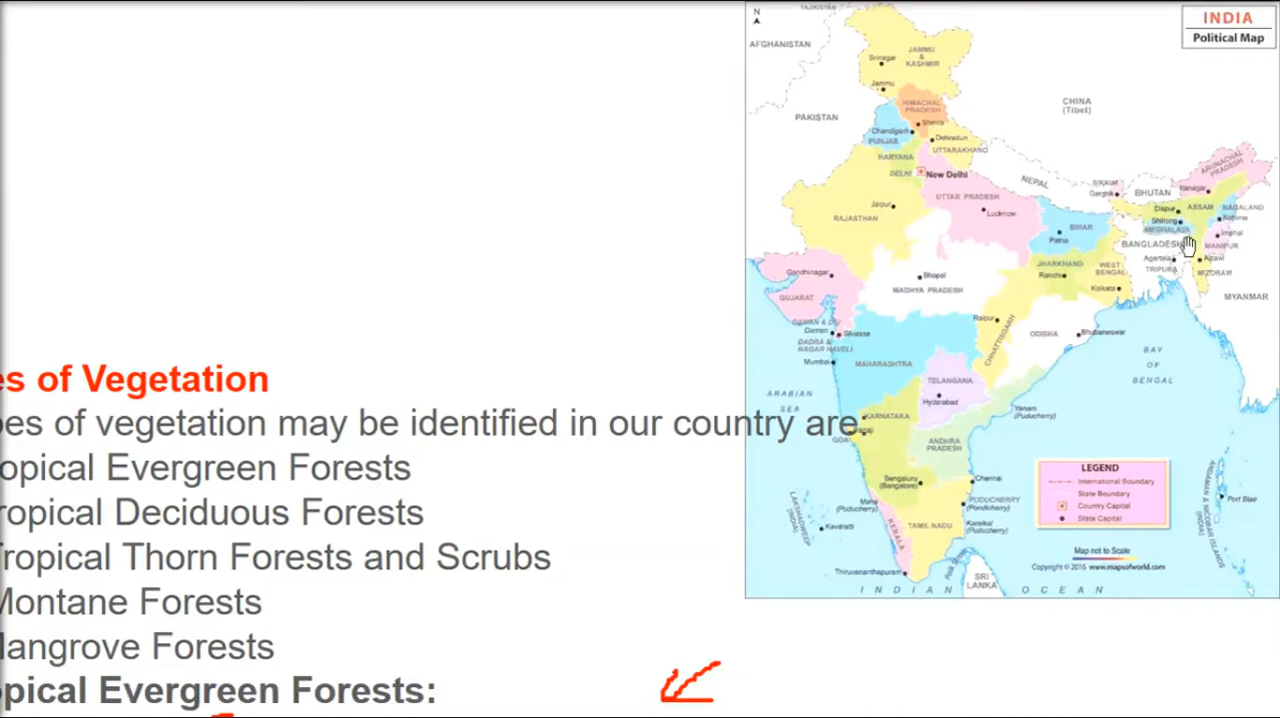 N
TAJIKISTAN
INDIA
Political Map
AFGHANISTAN
JAMMU
&
KASHMIR
Srinagar
Jammu
CHINA
(Tibet)
HIMACHAL
PRADESH
Shimla
PAKISTAN
Chandigarh
PUNJAB
Dehradun
UTTARAKHAND
HARYANA
DELHI
New Delhi
NEPAL
SIKKIM
Gangtok
BHUTAN
ARUNACHAL
PRADESH
Itanagar
UTTAR PRADESH
Lucknow
Jaipur
RAJASTHAN
Dispur
ASSAM
NAGALAND
Kohima
Shillong
MEGHALAYA
BIHAR
Patna
Imphal
MANIPUR
BANGLADESH
Agartala
TRIPURA
Aizawl
MIZORAM
JHARKHAND
Ranchi
WEST
BENGAL
Kolkata
Gandhinagar
GUJARAT
Bhopal
MADHYA PRADESH
MYANMAR
DAMAN & DIU
Daman
Silvassa
DADRA &
NAGAR HAVELI
Mumbai
MAHARASHTRA
Raipur
CHHATTISGARH
ODISHA
Bhubaneswar
BAY
OF
BENGAL
ARABIAN
SEA
TELANGANA
Hyderabad
Yanam
(Puducherry)
KARNATAKA
Panaji
GOA
ANDHRA
PRADESH
Bengaluru
(Bangalore)
Chennai
PUDUCHERRY
(Pondicherry)
Mahe
(Puducherry)
Karaikal
(Puducherry)
LAKSHADWEEP
(INDIA)
Kavaratti
KERALA
TAMIL NADU
Thiruvananthapuram
Palk
SRI
LANKA
INDIAN OCEAN
ANDAMAN & NICOBAR ISLANDS
(INDIA)
Port Blair
LEGEND
International Boundary
State Boundary
Country Capital
State Capital
Map not to Scale
Copyright © 2016 www.mapsofworld.com
es of Vegetation
pes of vegetation may be identified in our country are
opical Evergreen Forests
ropical Deciduous Forests
Tropical Thorn Forests and Scrubs
Montane Forests
Mangrove Forests
opical Evergreen Forests: